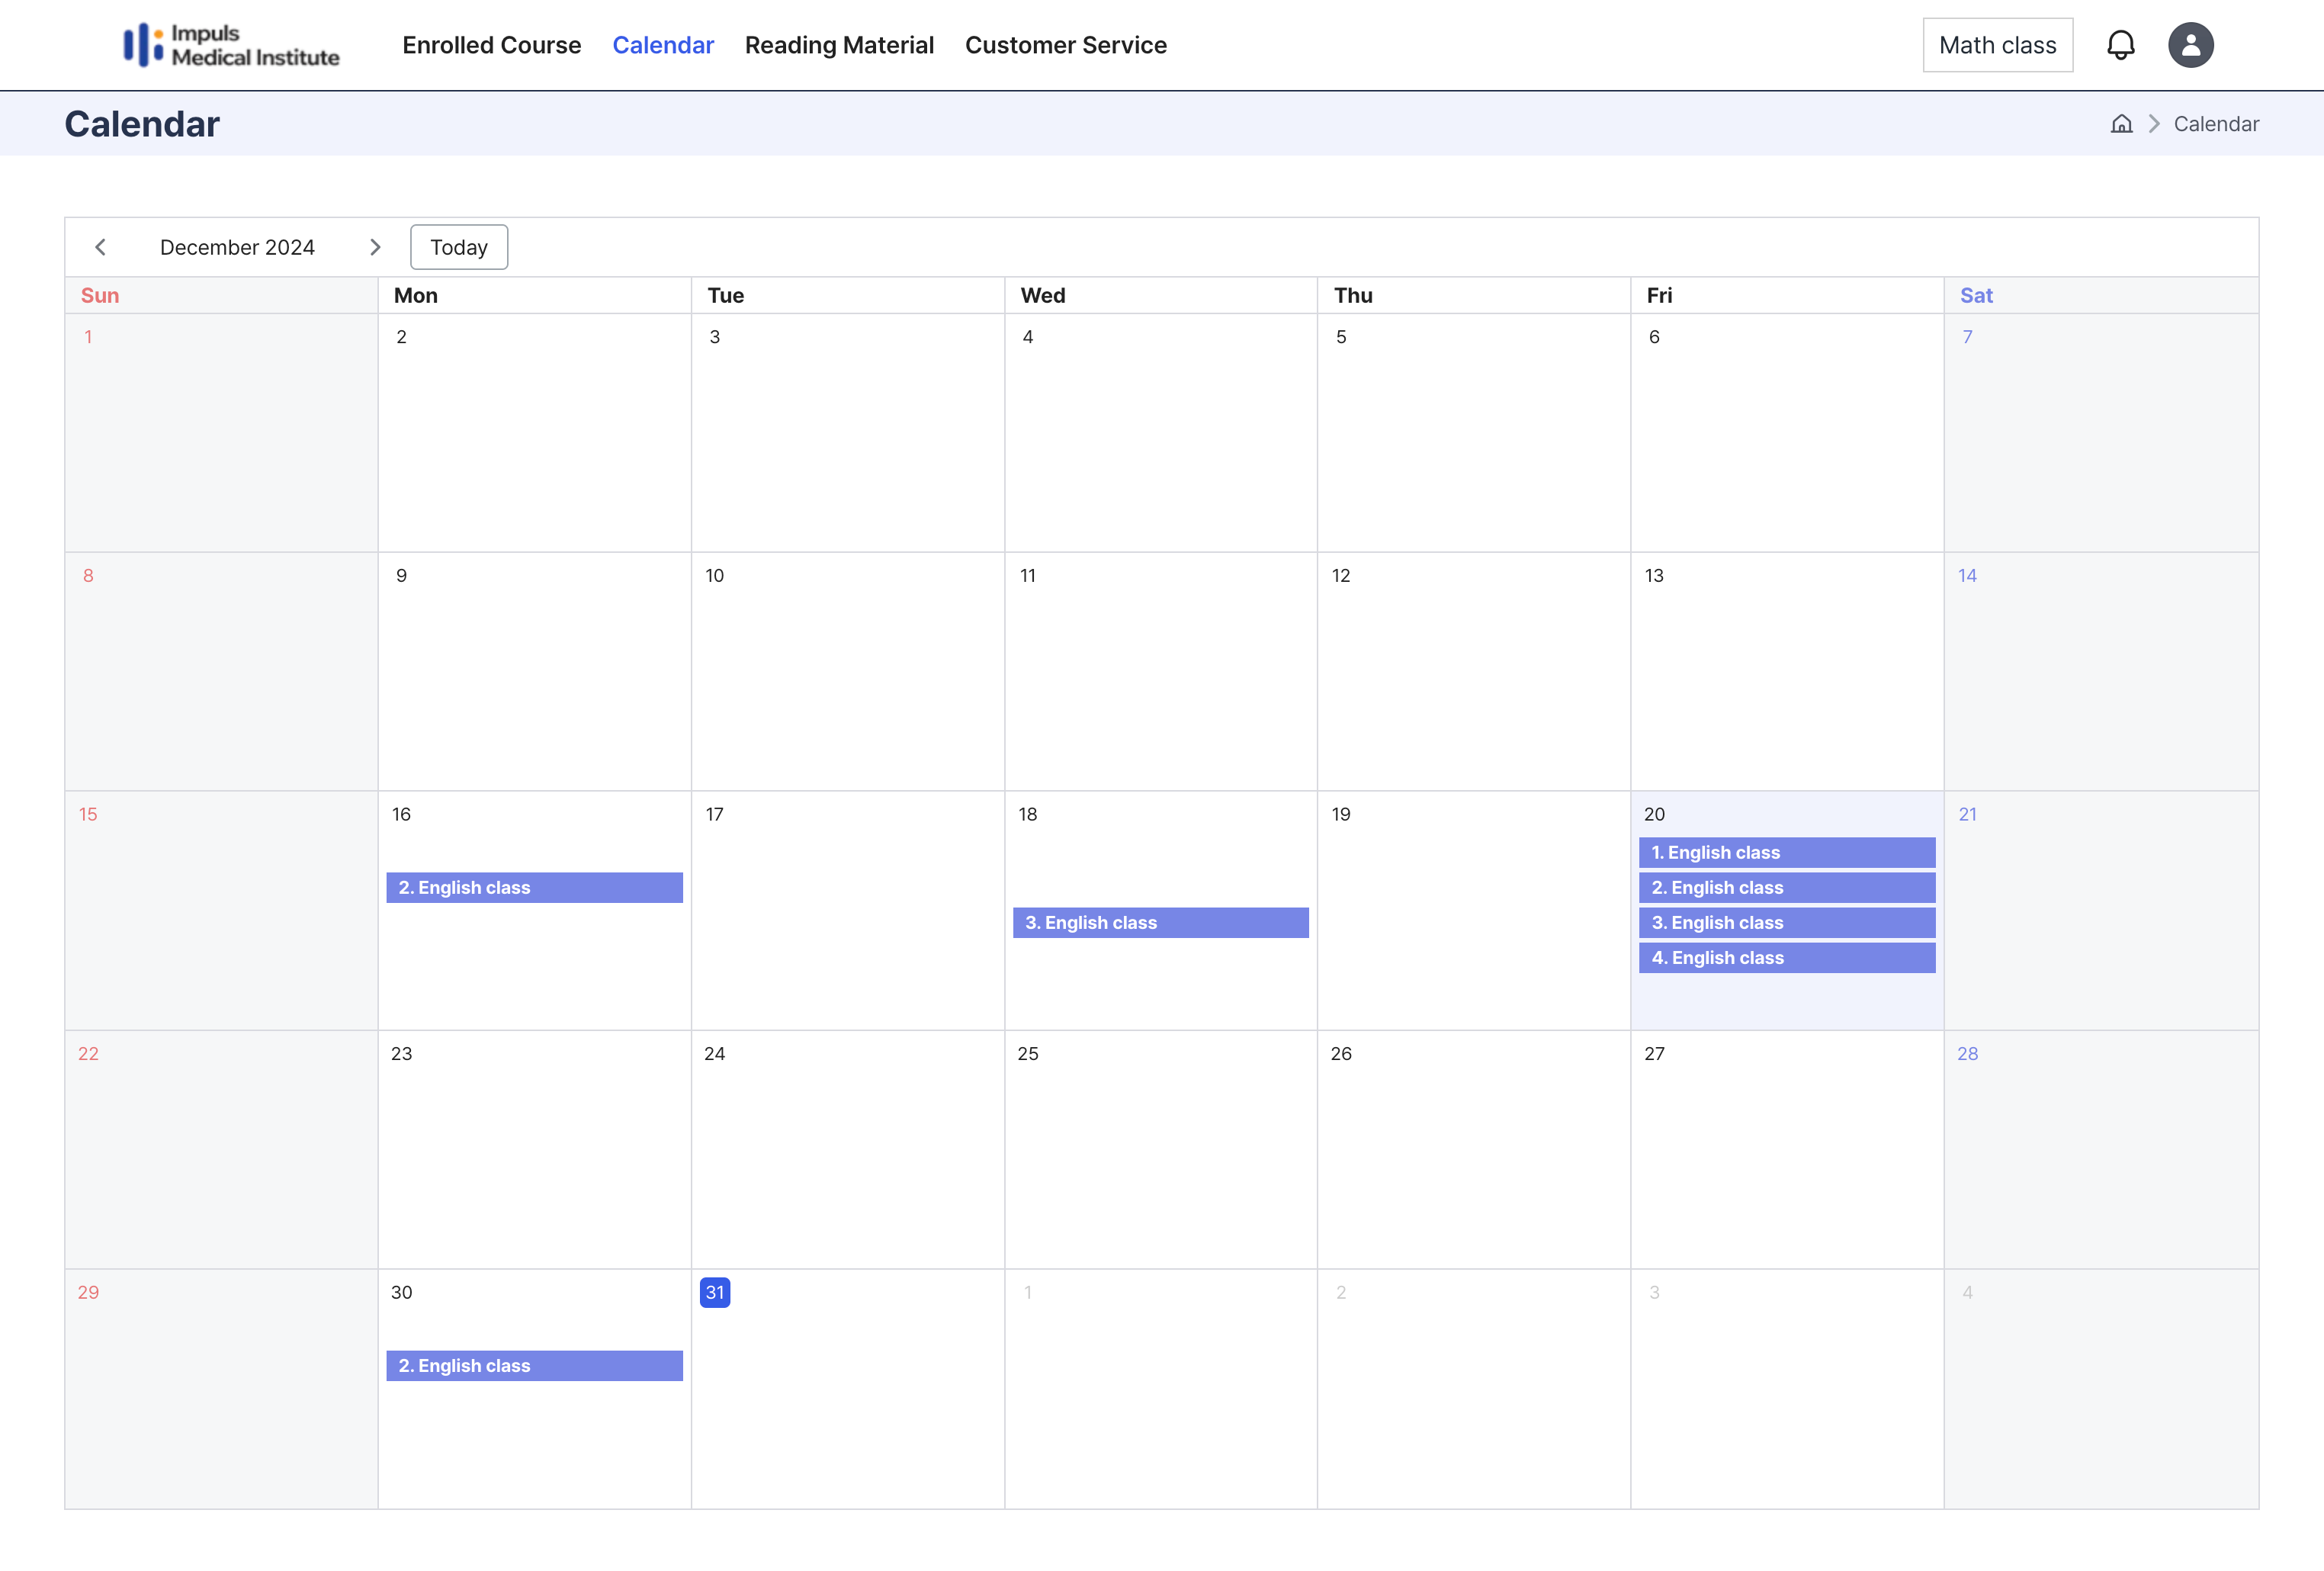 Impuls
Medical Institute
Enrolled Course
Calendar
Reading Material
Customer Service
Math class
Calendar
Calendar
December 2024
Today
Sun
Mon
Tue
Wed
Thu
Fri
Sat
1
2
3
4
5
6
7
8
9
10
11
12
13
14
15
16
2. English class
17
18
3. English class
19
20
1. English class
2. English class
3. English class
4. English class
21
22
23
24
25
26
27
28
29
30
2. English class
31
1
2
3
4